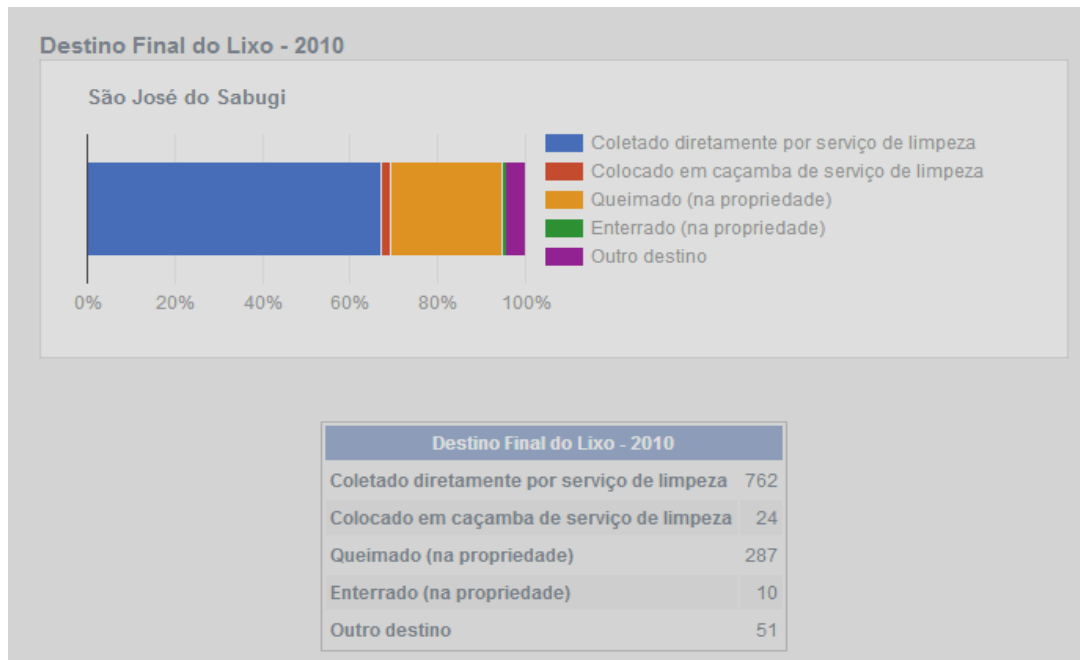 Destino Final do Lixo - 2010
São José do Sabugi
Coletado diretamente por serviço de limpeza
Colocado em caçamba de serviço de limpeza
Queimado (na propriedade)
Enterrado (na propriedade)
Outro destino
0% 20% 40% 60% 80% 100%
Destino Final do Lixo - 2010
Coletado diretamente por serviço de limpeza 762
Colocado em caçamba de serviço de limpeza 24
Queimado (na propriedade) 287
Enterrado (na propriedade) 10
Outro destino 51